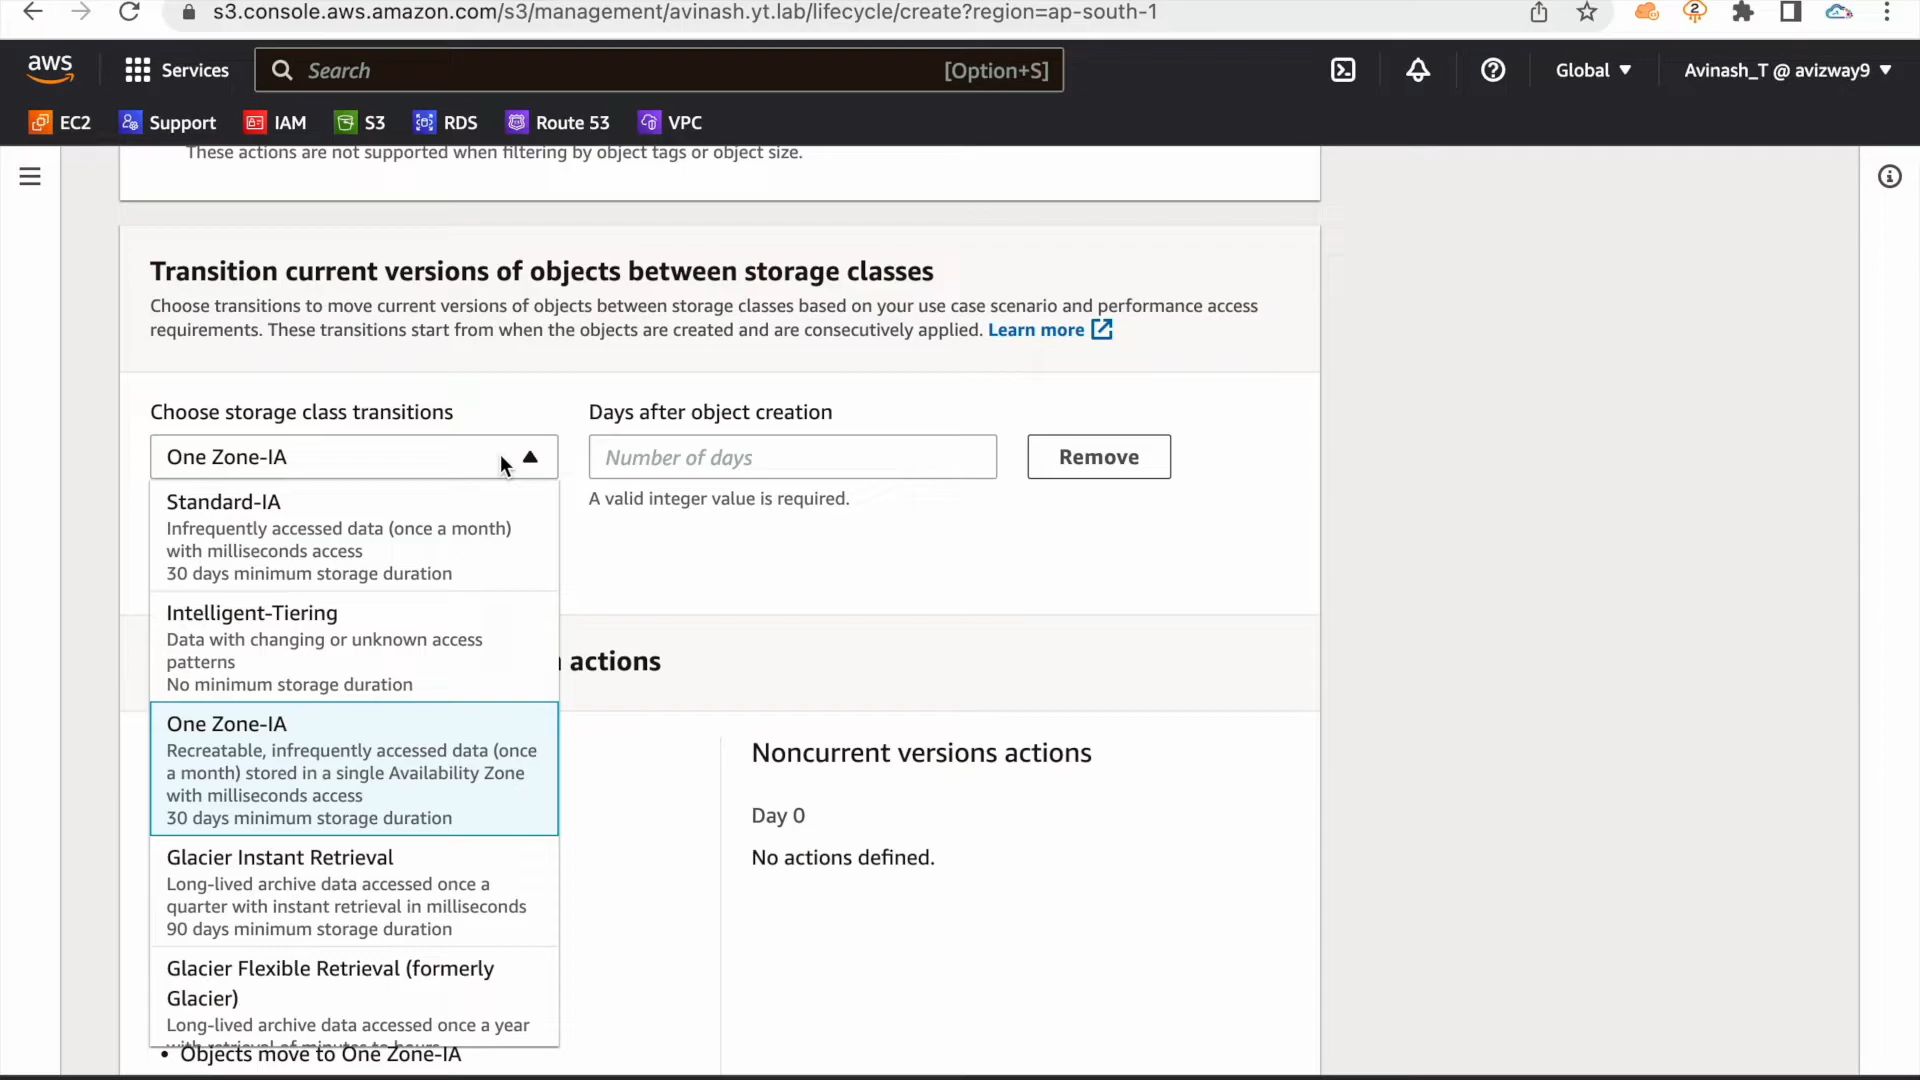 s3.console.aws.amazon.com/s3/management/avinash.yt.lab/lifecycle/create?region=ap-south-1
2
aws
Services
Search
[Option+S]
Global
Avinash_T @ avizway9
EC2
Support
IAM
S3
RDS
Route 53
VPC
These actions are not supported when filtering by object tags or object size.
Transition current versions of objects between storage classes
Choose transitions to move current versions of objects between storage classes based on your use case scenario and performance access
requirements. These transitions start from when the objects are created and are consecutively applied. Learn more
Choose storage class transitions
Days after object creation
One Zone-IA
Number of days
Remove
A valid integer value is required.
Standard-IA
Infrequently accessed data (once a month)
with milliseconds access
30 days minimum storage duration
Intelligent-Tiering
Data with changing or unknown access
patterns
No minimum storage duration
actions
One Zone-IA
Recreatable, infrequently accessed data (once
a month) stored in a single Availability Zone
with milliseconds access
30 days minimum storage duration
Noncurrent versions actions
Day 0
No actions defined.
Glacier Instant Retrieval
Long-lived archive data accessed once a
quarter with instant retrieval in milliseconds
90 days minimum storage duration
Glacier Flexible Retrieval (formerly
Glacier)
Long-lived archive data accessed once a year
with retrieval of minutes to hours
• Objects move to One Zone-IA